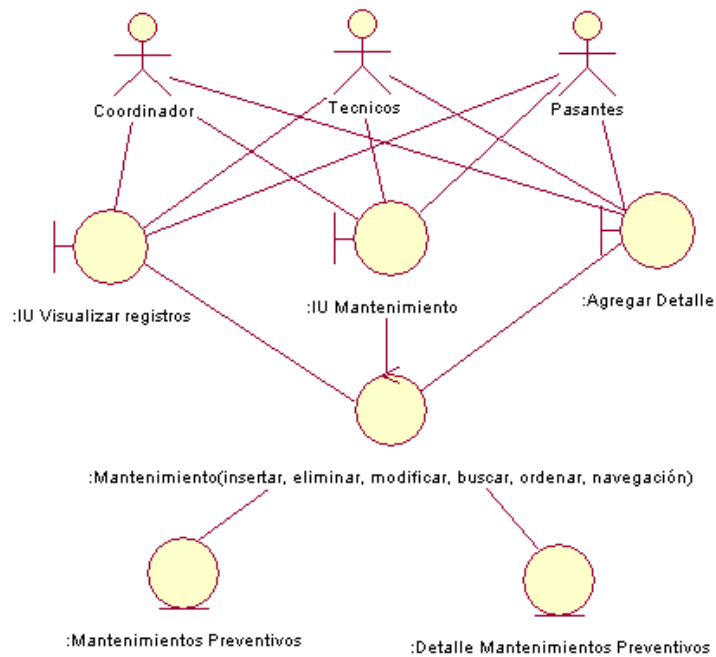 Coordinador
Tecnicos
Pasantes
:IU Visualizar registros
:IU Mantenimiento
:Agregar Detalle
:Mantenimiento(insertar, eliminar, modificar, buscar, ordenar, navegación)
:Mantenimientos Preventivos
:Detalle Mantenimientos Preventivos